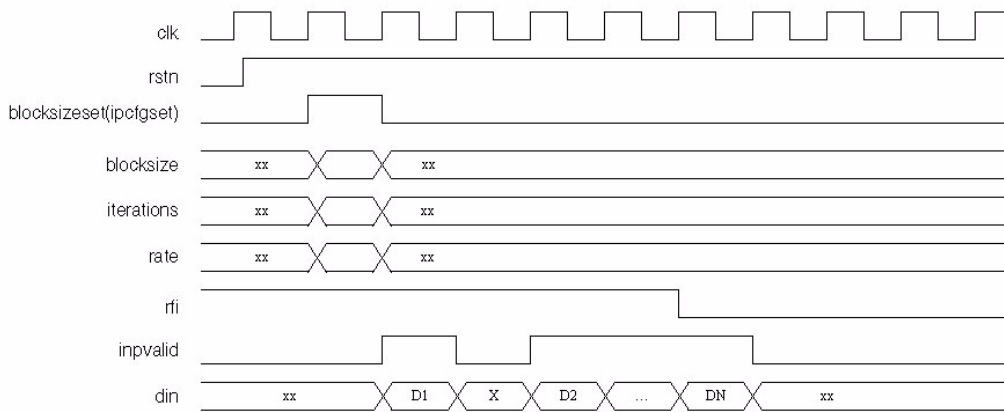 clk
rstn
blocksizeset(ipcfgset)
blocksize xx xx
iterations xx xx
rate xx xx
rfi
inpvalid
din xx D1 X D2 ... DN xx